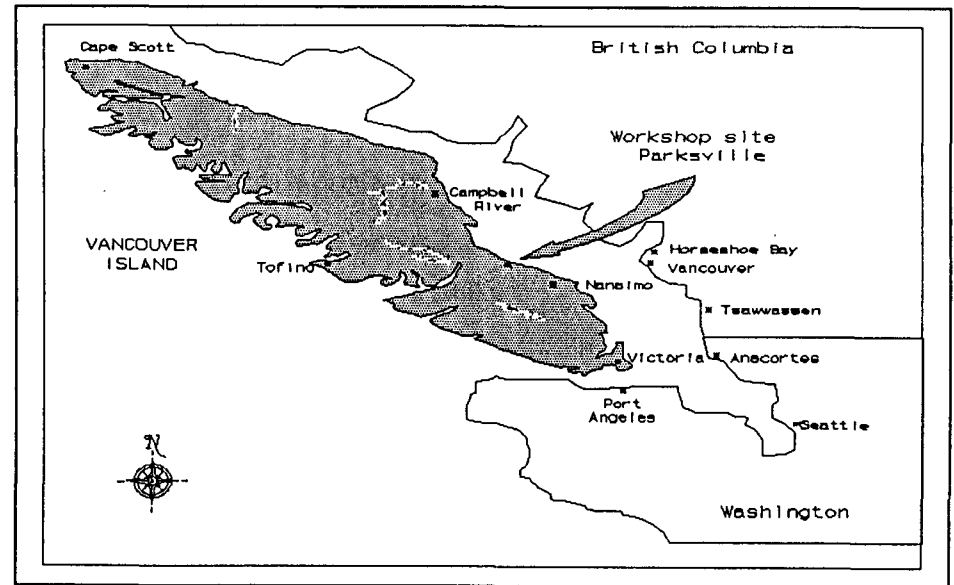 Cape Scott
British Columbia
Workshop site
Parksville
Campbell
River
VANCOUVER
ISLAND
Tofino
Horseshoe Bay
Vancouver
Nanaimo
Tsawwassen
Victoria
Anacortes
Port
Angeles
Seattle
N
Washington